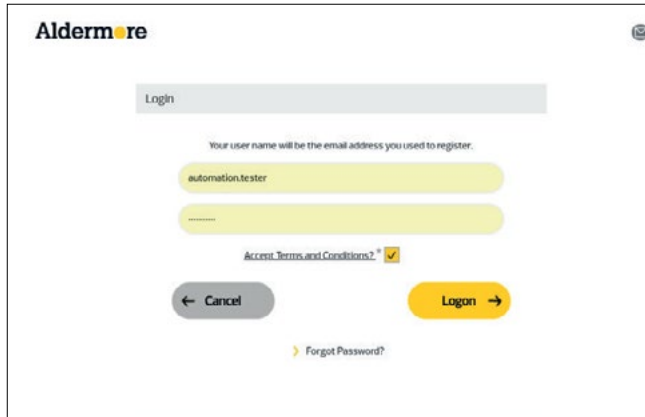 Aldermore
Login
Your user name will be the email address you used to register.
automation.tester
Accept Terms and Conditions? *
Cancel
Logon
Forgot Password?